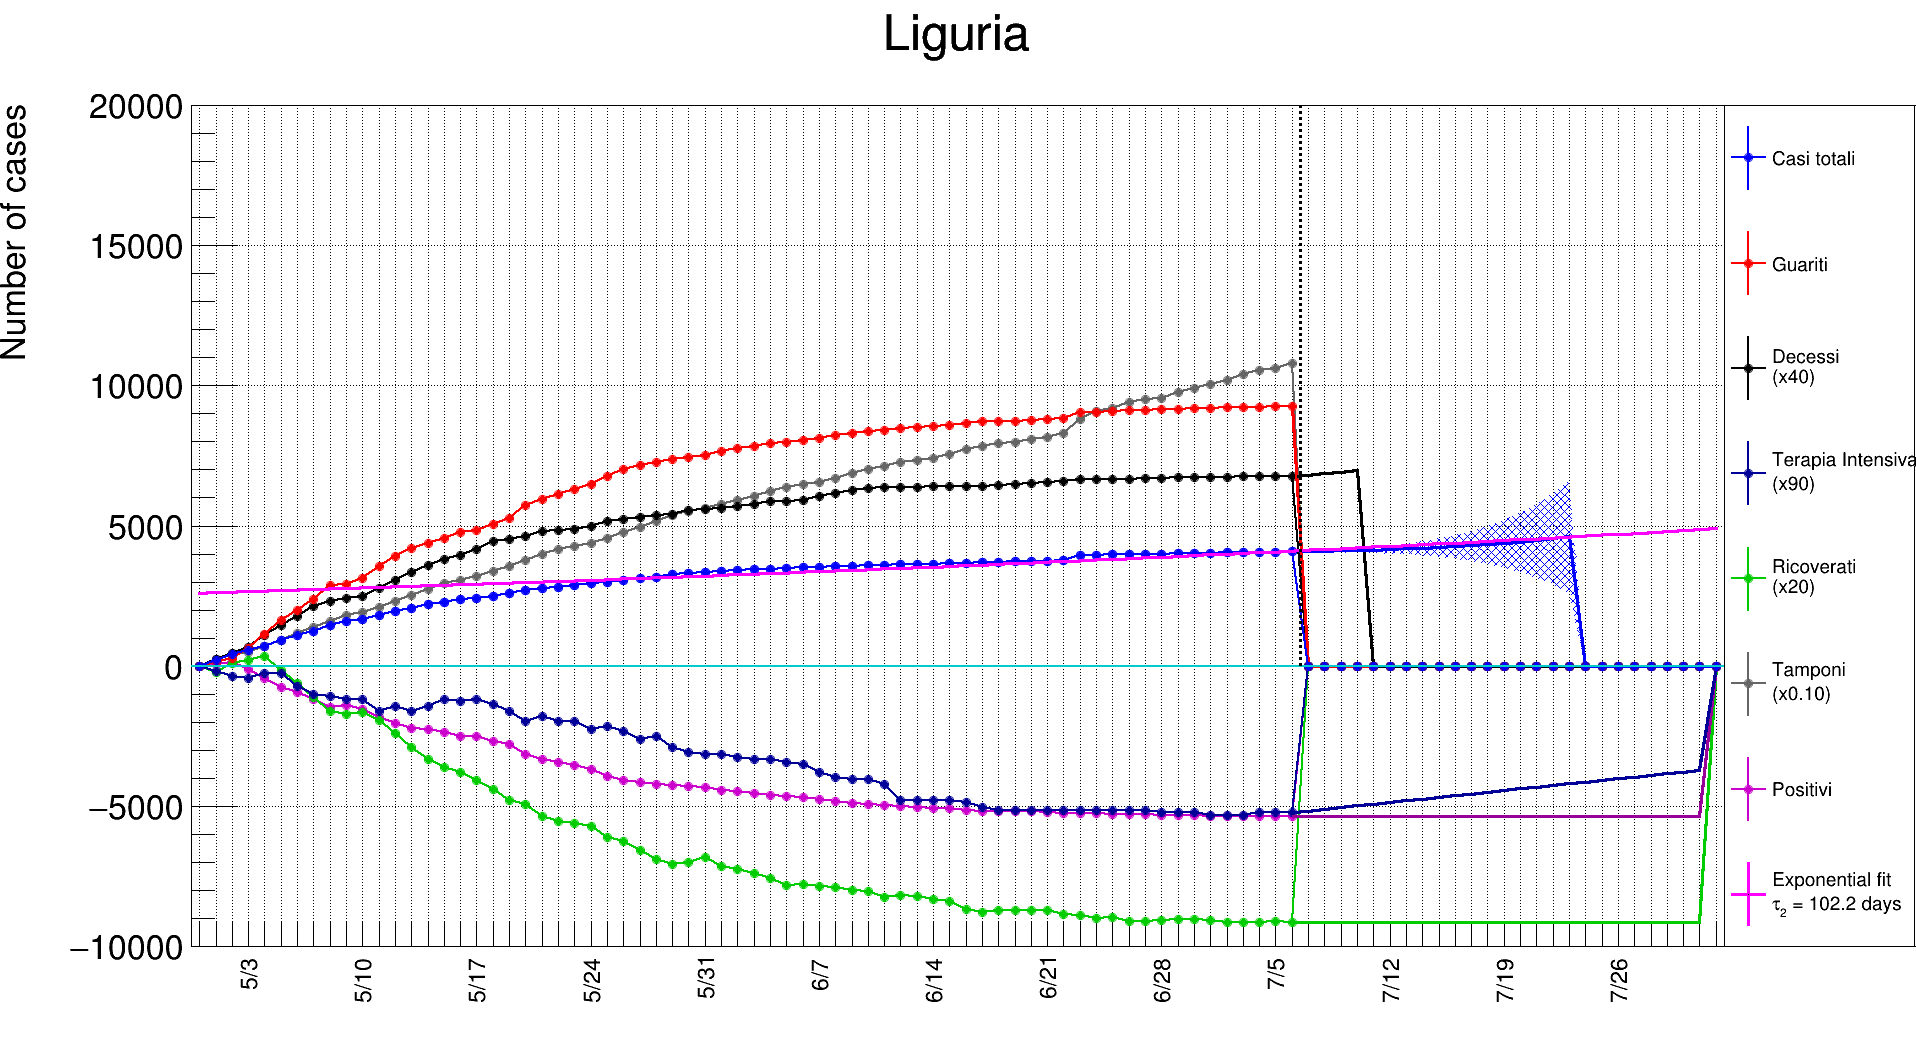 Liguria
Number of cases
20000
15000
10000
5000
0
−5000
−10000
5/3
5/10
5/17
5/24
5/31
6/7
6/14
6/21
6/28
7/5
7/12
7/19
7/26
Casi totali
Guariti
Decessi
(x40)
Terapia Intensiva
(x90)
Ricoverati
(x20)
Tamponi
(x0.10)
Positivi
Exponential fit
τ2 = 102.2 days